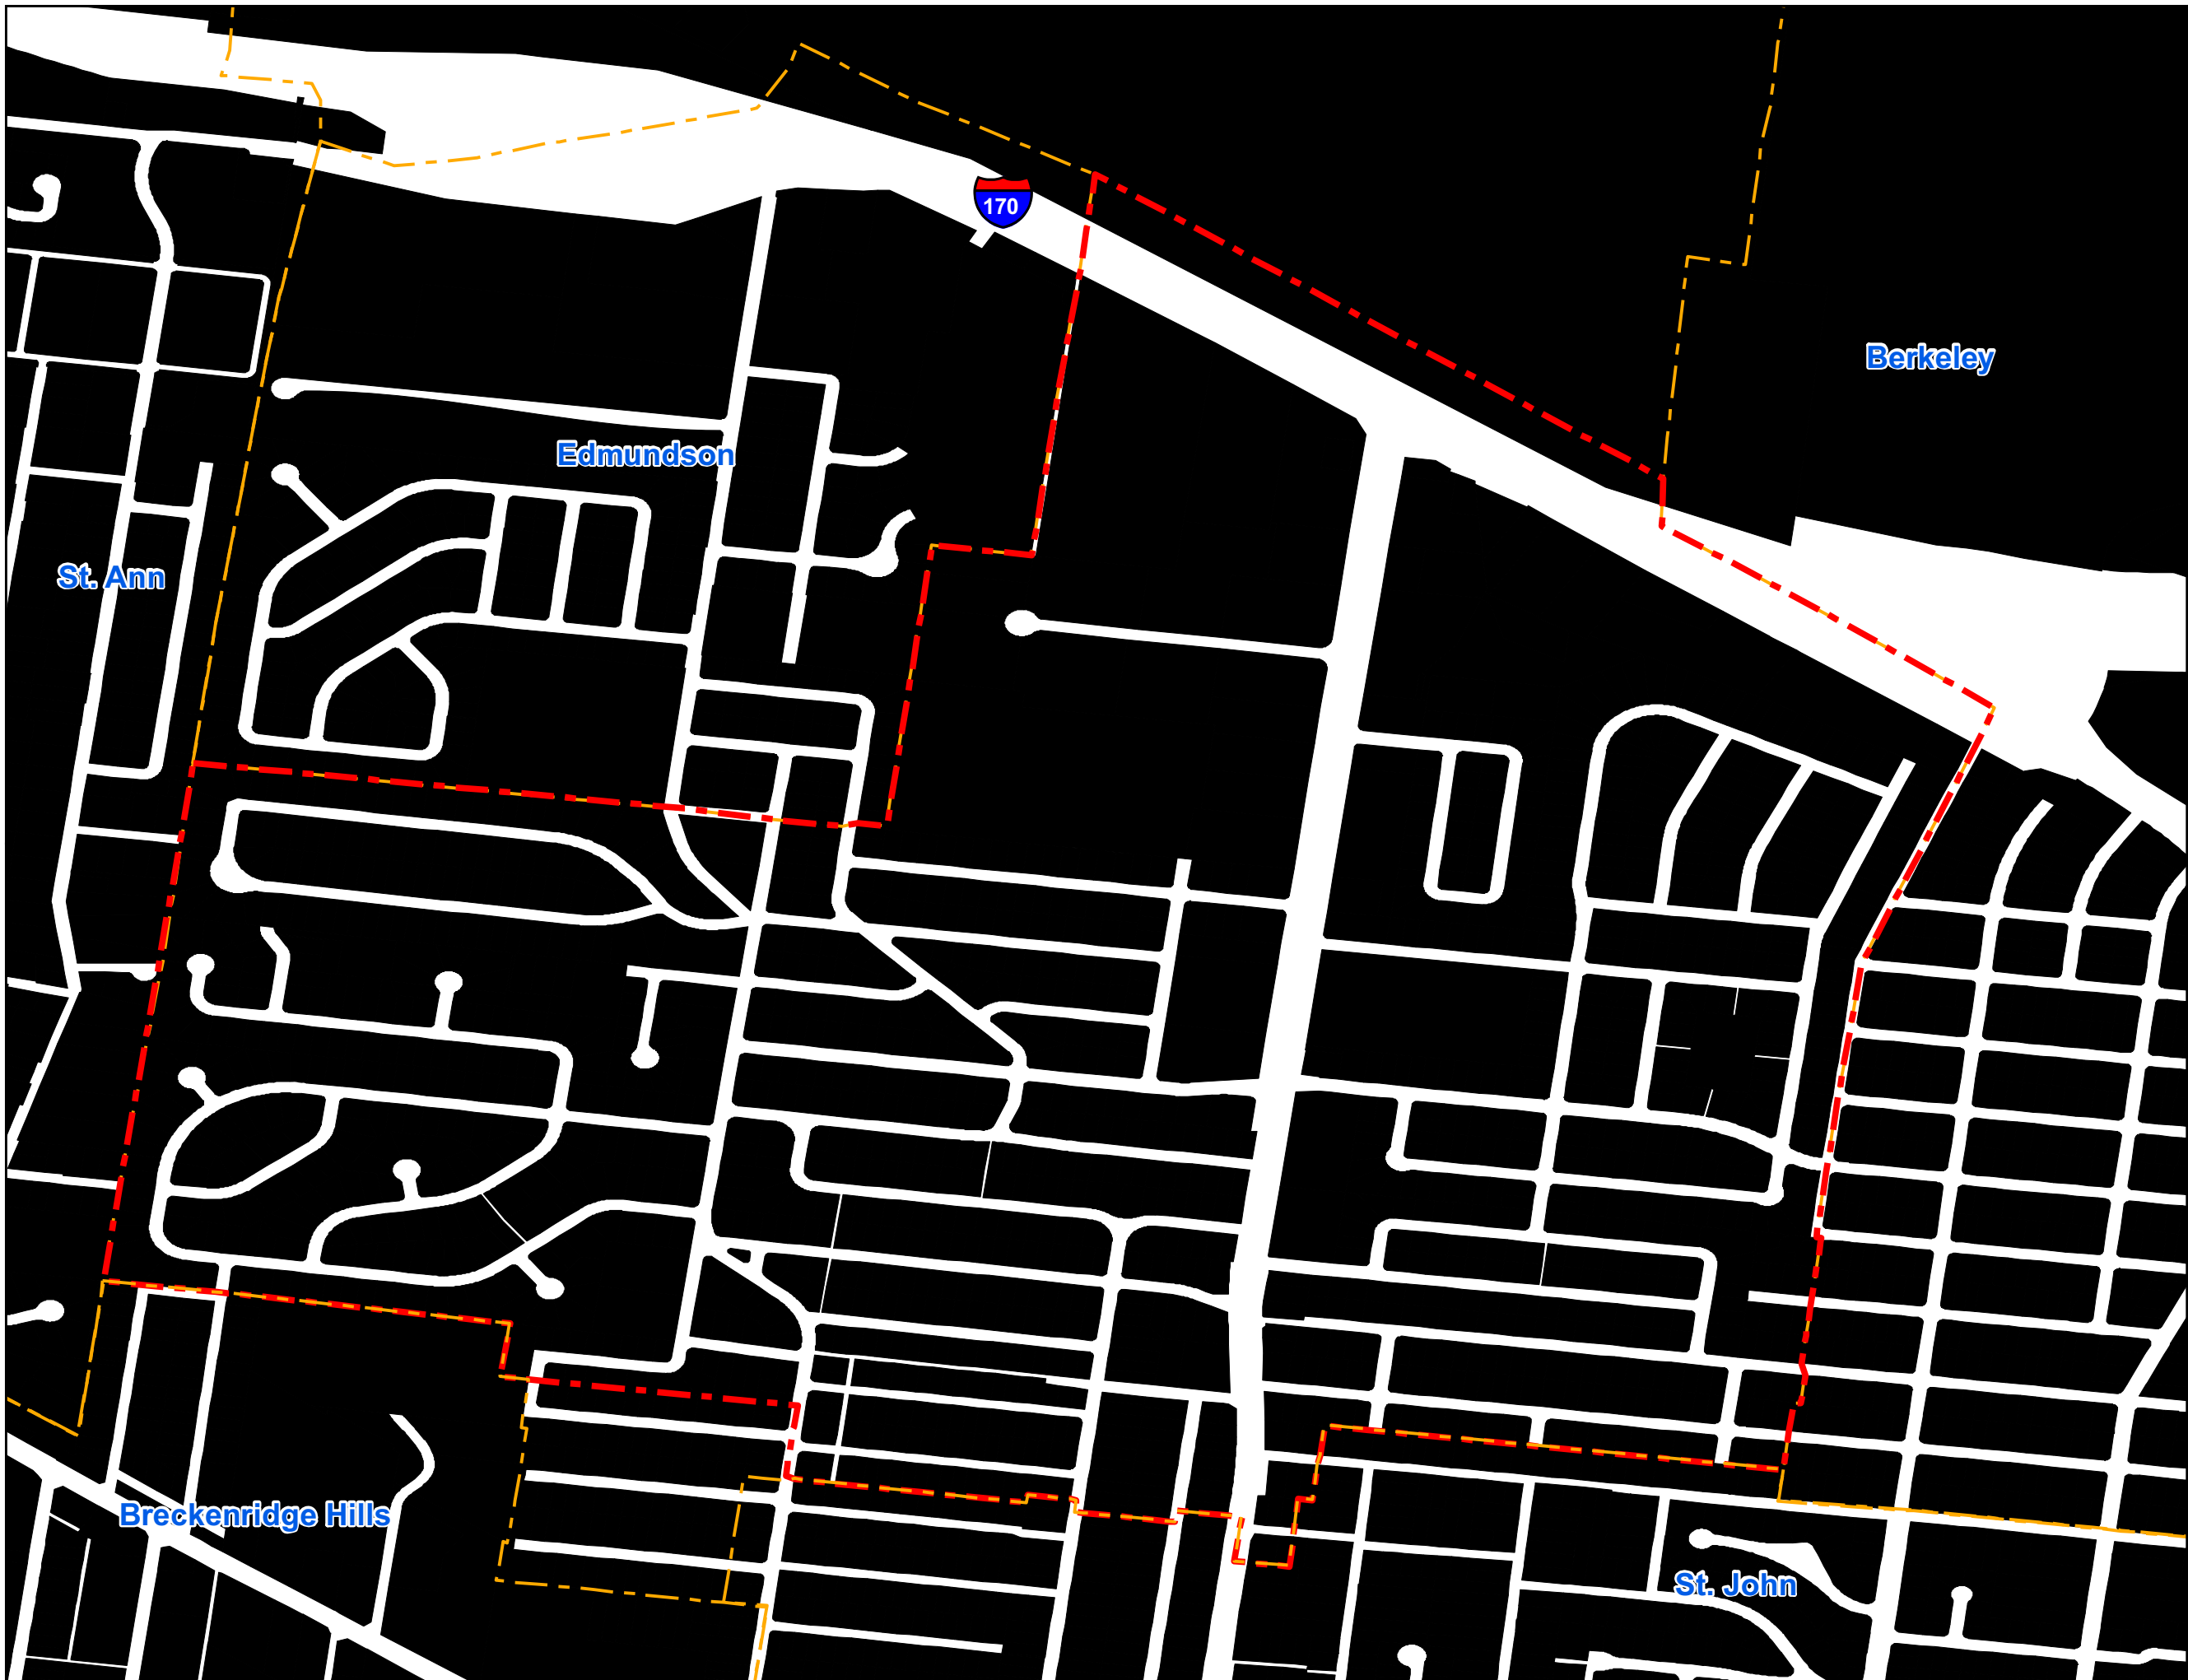 170
Berkeley
Edmundson
St. Ann
Breckenridge Hills
St. John